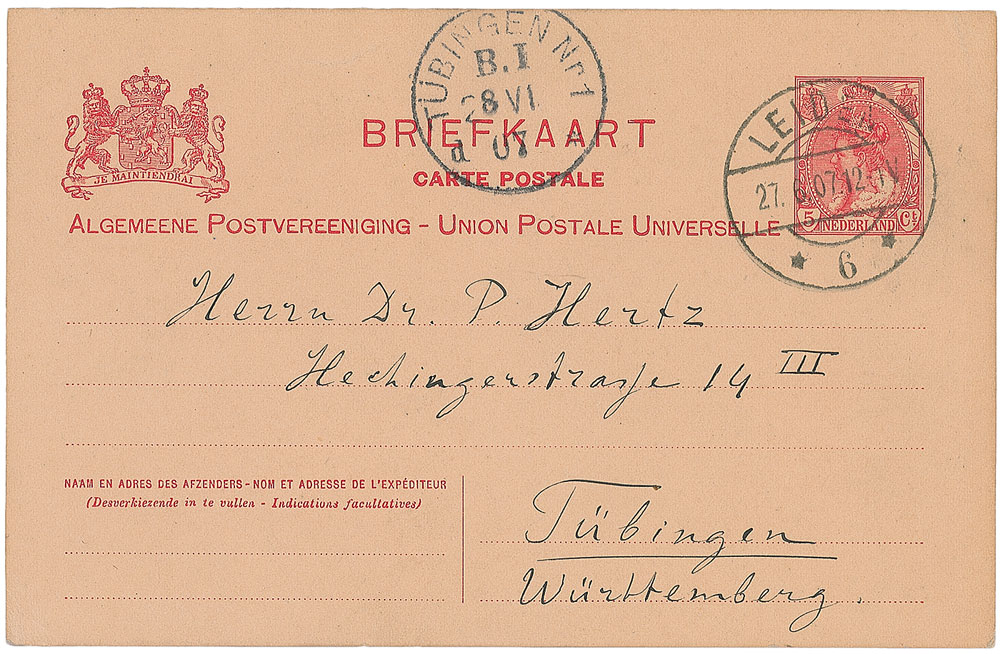 TÜBINGEN Nr 1
B.I
28 VI.
a 07
JE MAINTIENDRAI
BRIEFKAART
CARTE POSTALE
ALGEMEENE POSTVEREENIGING - UNION POSTALE UNIVERSELLE
LEIDEN
27. 6. 07. 12
6
5 NEDERLAND Ct.
Herrn Dr. P. Hertz
Hechingerstrasse 14 III
NAAM EN ADRES DES AFZENDERS - NOM ET ADRESSE DE L'EXPÉDITEUR
(Desverkiezende in te vullen - Indications facultatives)
Tübingen
Württemberg.